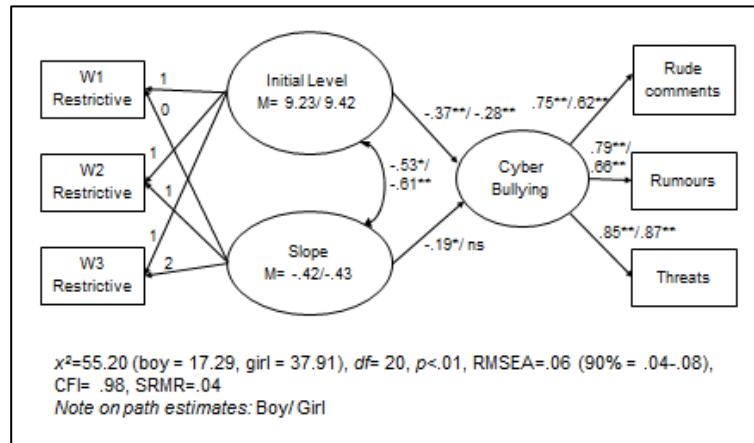 W1
Restrictive
W2
Restrictive
W3
Restrictive
1
0
1
1
1
2
Initial Level
M= 9.23/ 9.42
-.53*/
-.61**
Slope
M= -.42/-.43
-.37**/ -.28**
-.19*/ ns
Cyber
Bullying
.75**/.62**
.79**/
.66**
.85**/.87**
Rude
comments
Rumours
Threats
x²=55.20 (boy = 17.29, girl = 37.91), df= 20, p<.01, RMSEA=.06 (90% = .04-.08),
CFI= .98, SRMR=.04
Note on path estimates: Boy/ Girl